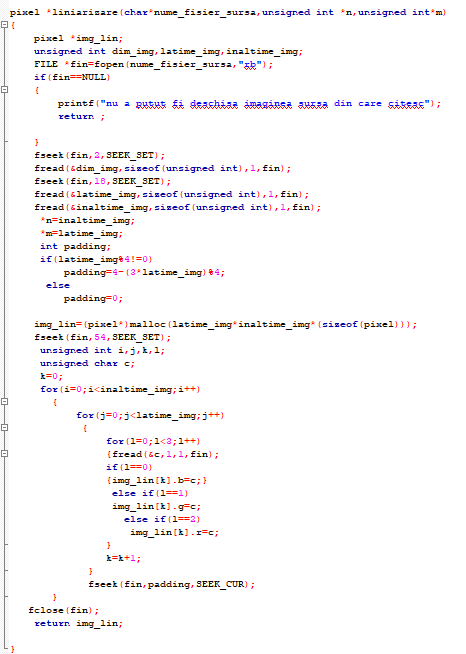 pixel *liniarizare(char*nume_fisier_sursa,unsigned int *n,unsigned int*m)
{
pixel *img_lin;
unsigned int dim_img,latime_img,inaltime_img;
FILE *fin=fopen(nume_fisier_sursa,"rb");
if(fin==NULL)
{
printf("nu a putut fi deschisa imaginea sursa din care citesc");
return ;
}
fseek(fin,2,SEEK_SET);
fread(&dim_img,sizeof(unsigned int),1,fin);
fseek(fin,18,SEEK_SET);
fread(&latime_img,sizeof(unsigned int),1,fin);
fread(&inaltime_img,sizeof(unsigned int),1,fin);
*n=inaltime_img;
*m=latime_img;
int padding;
if(latime_img%4!=0)
padding=4-(3*latime_img)%4;
else
padding=0;
img_lin=(pixel*)malloc(latime_img*inaltime_img*(sizeof(pixel)));
fseek(fin,54,SEEK_SET);
unsigned int i,j,k,l;
unsigned char c;
k=0;
for(i=0;i<inaltime_img;i++)
{
for(j=0;j<latime_img;j++)
{
for(l=0;l<3;l++)
{fread(&c,1,1,fin);
if(l==0)
{img_lin[k].b=c;}
else if(l==1)
img_lin[k].g=c;
else if(l==2)
img_lin[k].r=c;
}
k=k+1;
}
fseek(fin,padding,SEEK_CUR);
}
fclose(fin);
return img_lin;
}